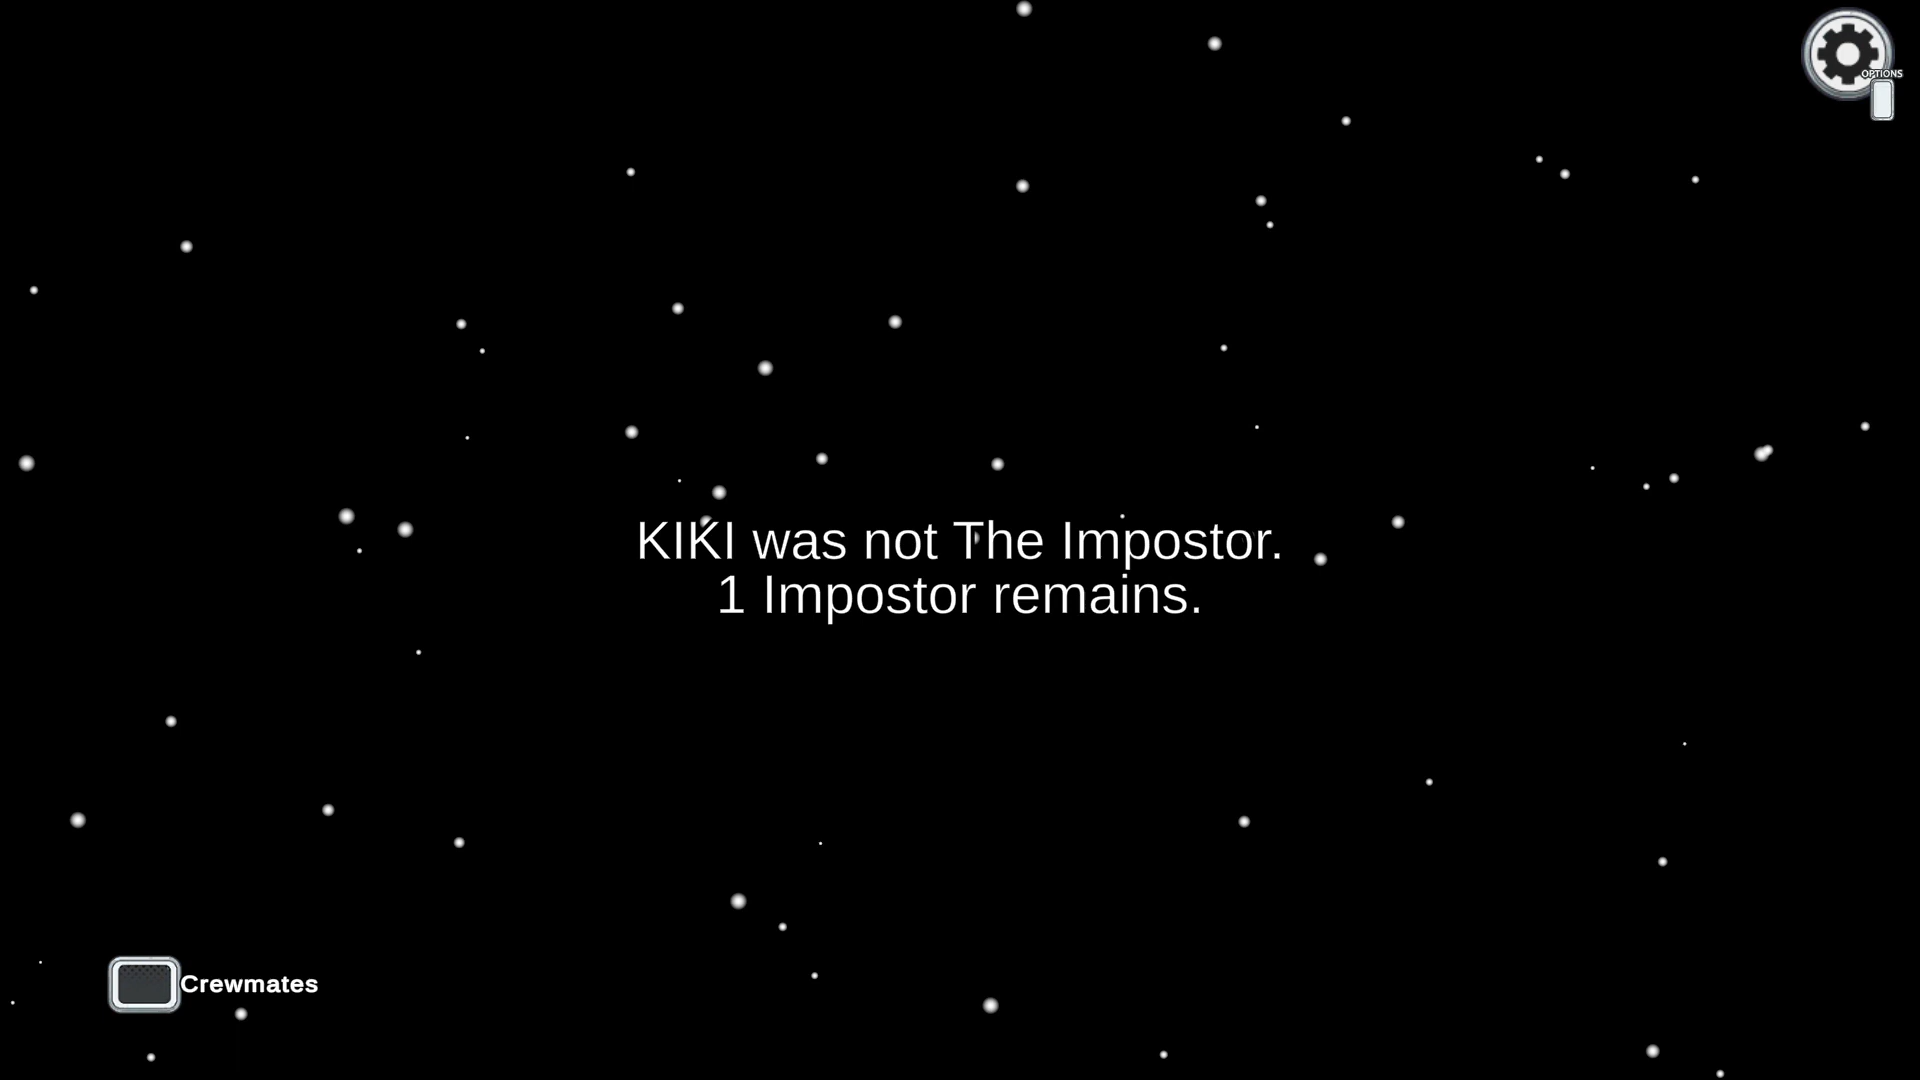 OPTIONS
KIKI was not The Impostor.
1 Impostor remains.
Crewmates